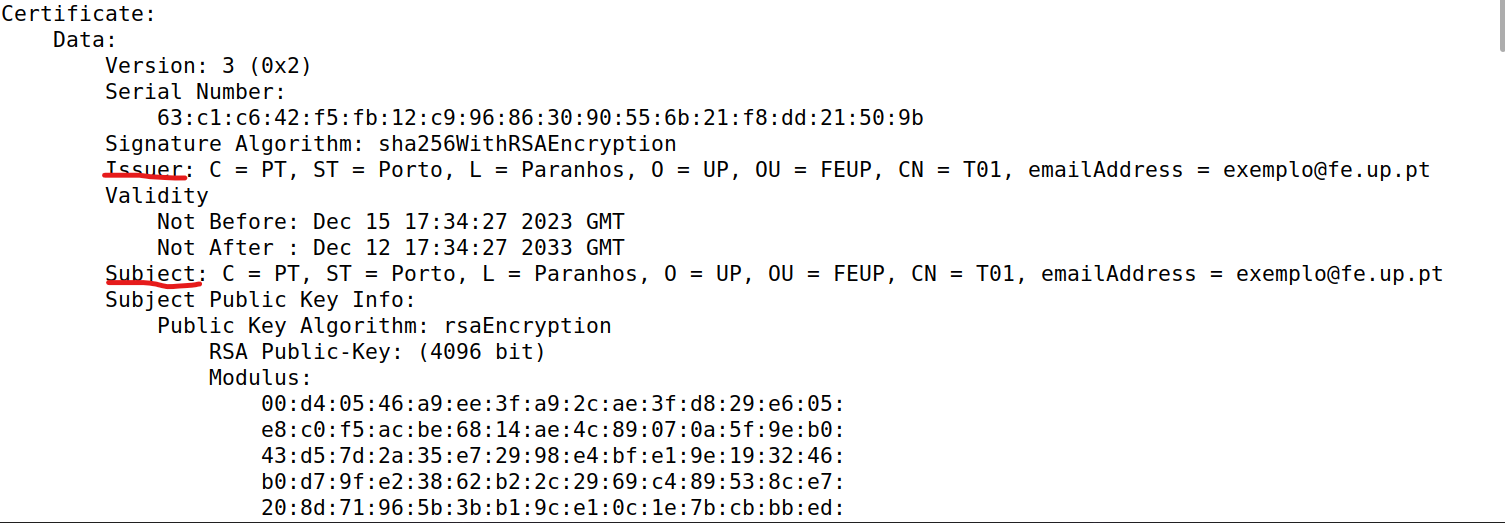 Certificate:
Data:
Version: 3 (0x2)
Serial Number:
63:c1:c6:42:f5:fb:12:c9:96:86:30:90:55:6b:21:f8:dd:21:50:9b
Signature Algorithm: sha256WithRSAEncryption
Issuer: C = PT, ST = Porto, L = Paranhos, O = UP, OU = FEUP, CN = T01, emailAddress = exemplo@fe.up.pt
Validity
Not Before: Dec 15 17:34:27 2023 GMT
Not After : Dec 12 17:34:27 2033 GMT
Subject: C = PT, ST = Porto, L = Paranhos, O = UP, OU = FEUP, CN = T01, emailAddress = exemplo@fe.up.pt
Subject Public Key Info:
Public Key Algorithm: rsaEncryption
RSA Public-Key: (4096 bit)
Modulus:
00:d4:05:46:a9:ee:3f:a9:2c:ae:3f:d8:29:e6:05:
e8:c0:f5:ac:be:68:14:ae:4c:89:07:0a:5f:9e:b0:
43:d5:7d:2a:35:e7:29:98:e4:bf:e1:9e:19:32:46:
b0:d7:9f:e2:38:62:b2:2c:29:69:c4:89:53:8c:e7:
20:8d:71:96:5b:3b:b1:9c:e1:0c:1e:7b:cb:bb:ed: